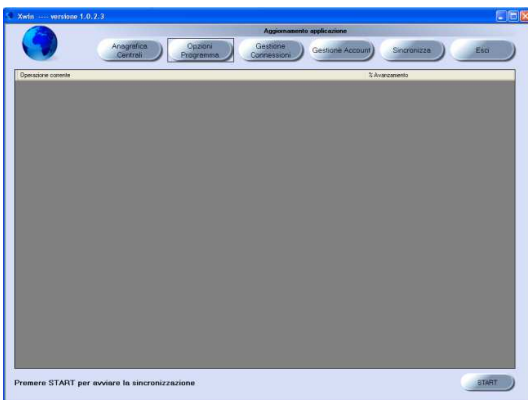 Xwin ---- versione 1.0.2.3
Aggiornamento applicazione
Anagrafica
Centrali
Opzioni
Programma
Gestione
Connessioni
Gestione Account
Sincronizza
Esci
Operazione corrente
% Avanzamento
Premere START per avviare la sincronizzazione
START